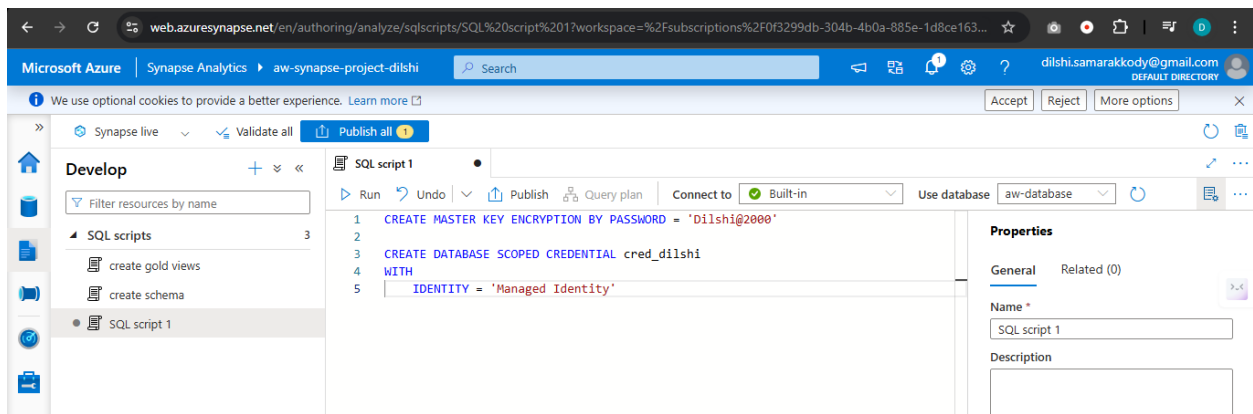 web.azuresynapse.net/en/authoring/analyze/sqlscripts/SQL%20script%201?workspace=%2Fsubscriptions%2F0f3299db-304b-4b0a-885e-1d8ce163... D
Microsoft Azure Synapse Analytics aw-synapse-project-dilshi Search 1 ? dilshi.samarakkody@gmail.com
DEFAULT DIRECTORY
We use optional cookies to provide a better experience. Learn more Accept Reject More options
Synapse live Validate all Publish all 1
Develop
Filter resources by name
SQL scripts 3
create gold views
create schema
SQL script 1
SQL script 1
Run Undo Publish Query plan Connect to Built-in Use database aw-database
1 CREATE MASTER KEY ENCRYPTION BY PASSWORD = 'Dilshi@2000'
2
3 CREATE DATABASE SCOPED CREDENTIAL cred_dilshi
4 WITH
5 IDENTITY = 'Managed Identity'
Properties
General Related (0)
Name *
SQL script 1
Description